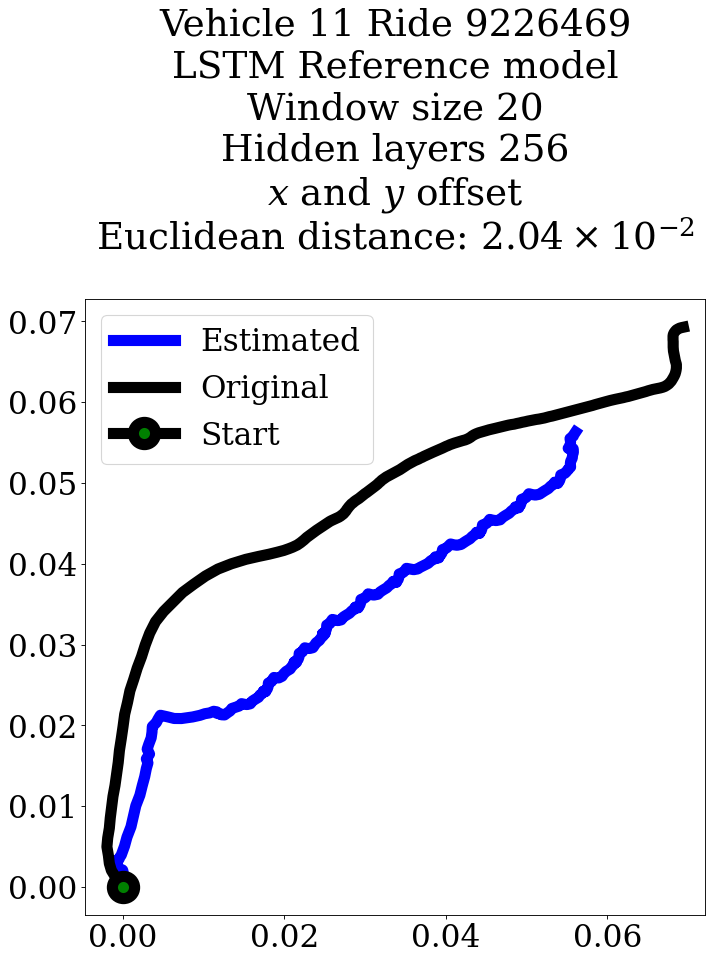 Vehicle 11 Ride 9226469
LSTM Reference model
Window size 20
Hidden layers 256
x and y offset
Euclidean distance: 2.04 × 10⁻²
Estimated
Original
Start
0.07
0.06
0.05
0.04
0.03
0.02
0.01
0.00
0.00 0.02 0.04 0.06